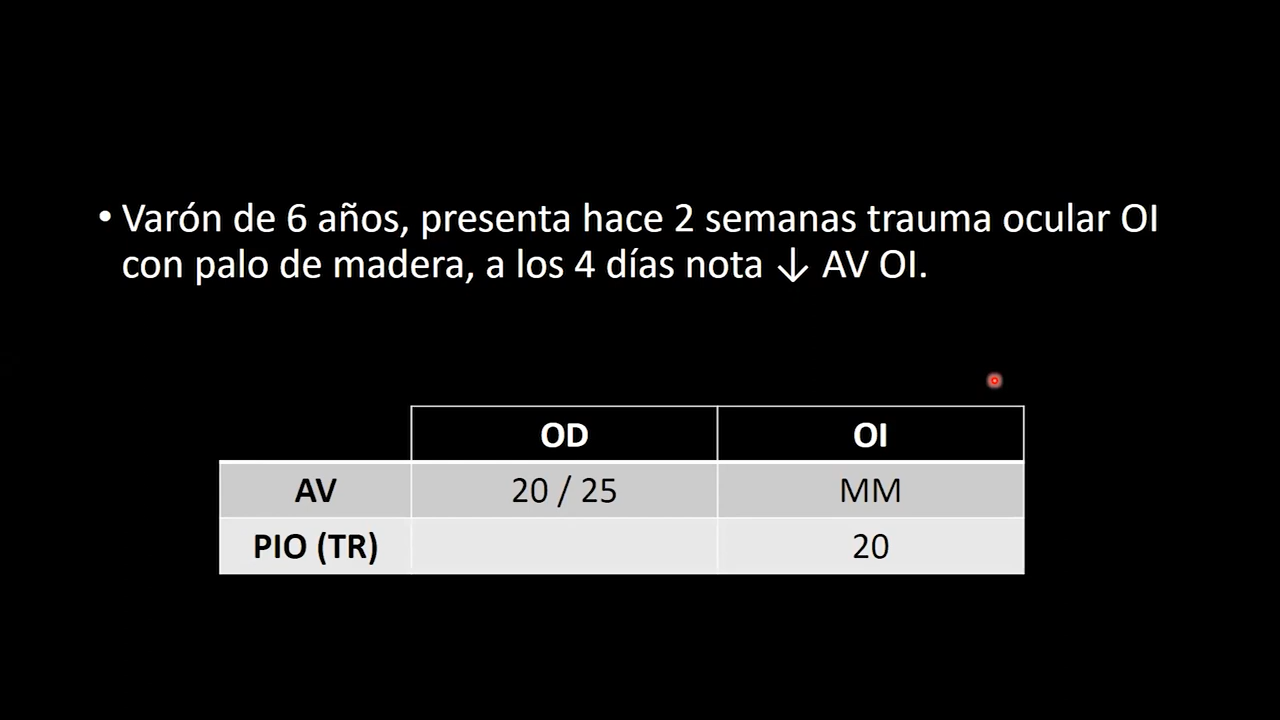 • Varón de 6 años, presenta hace 2 semanas trauma ocular OI
con palo de madera, a los 4 días nota ↓ AV OI.
OD OI
AV 20 / 25 MM
PIO (TR) 20